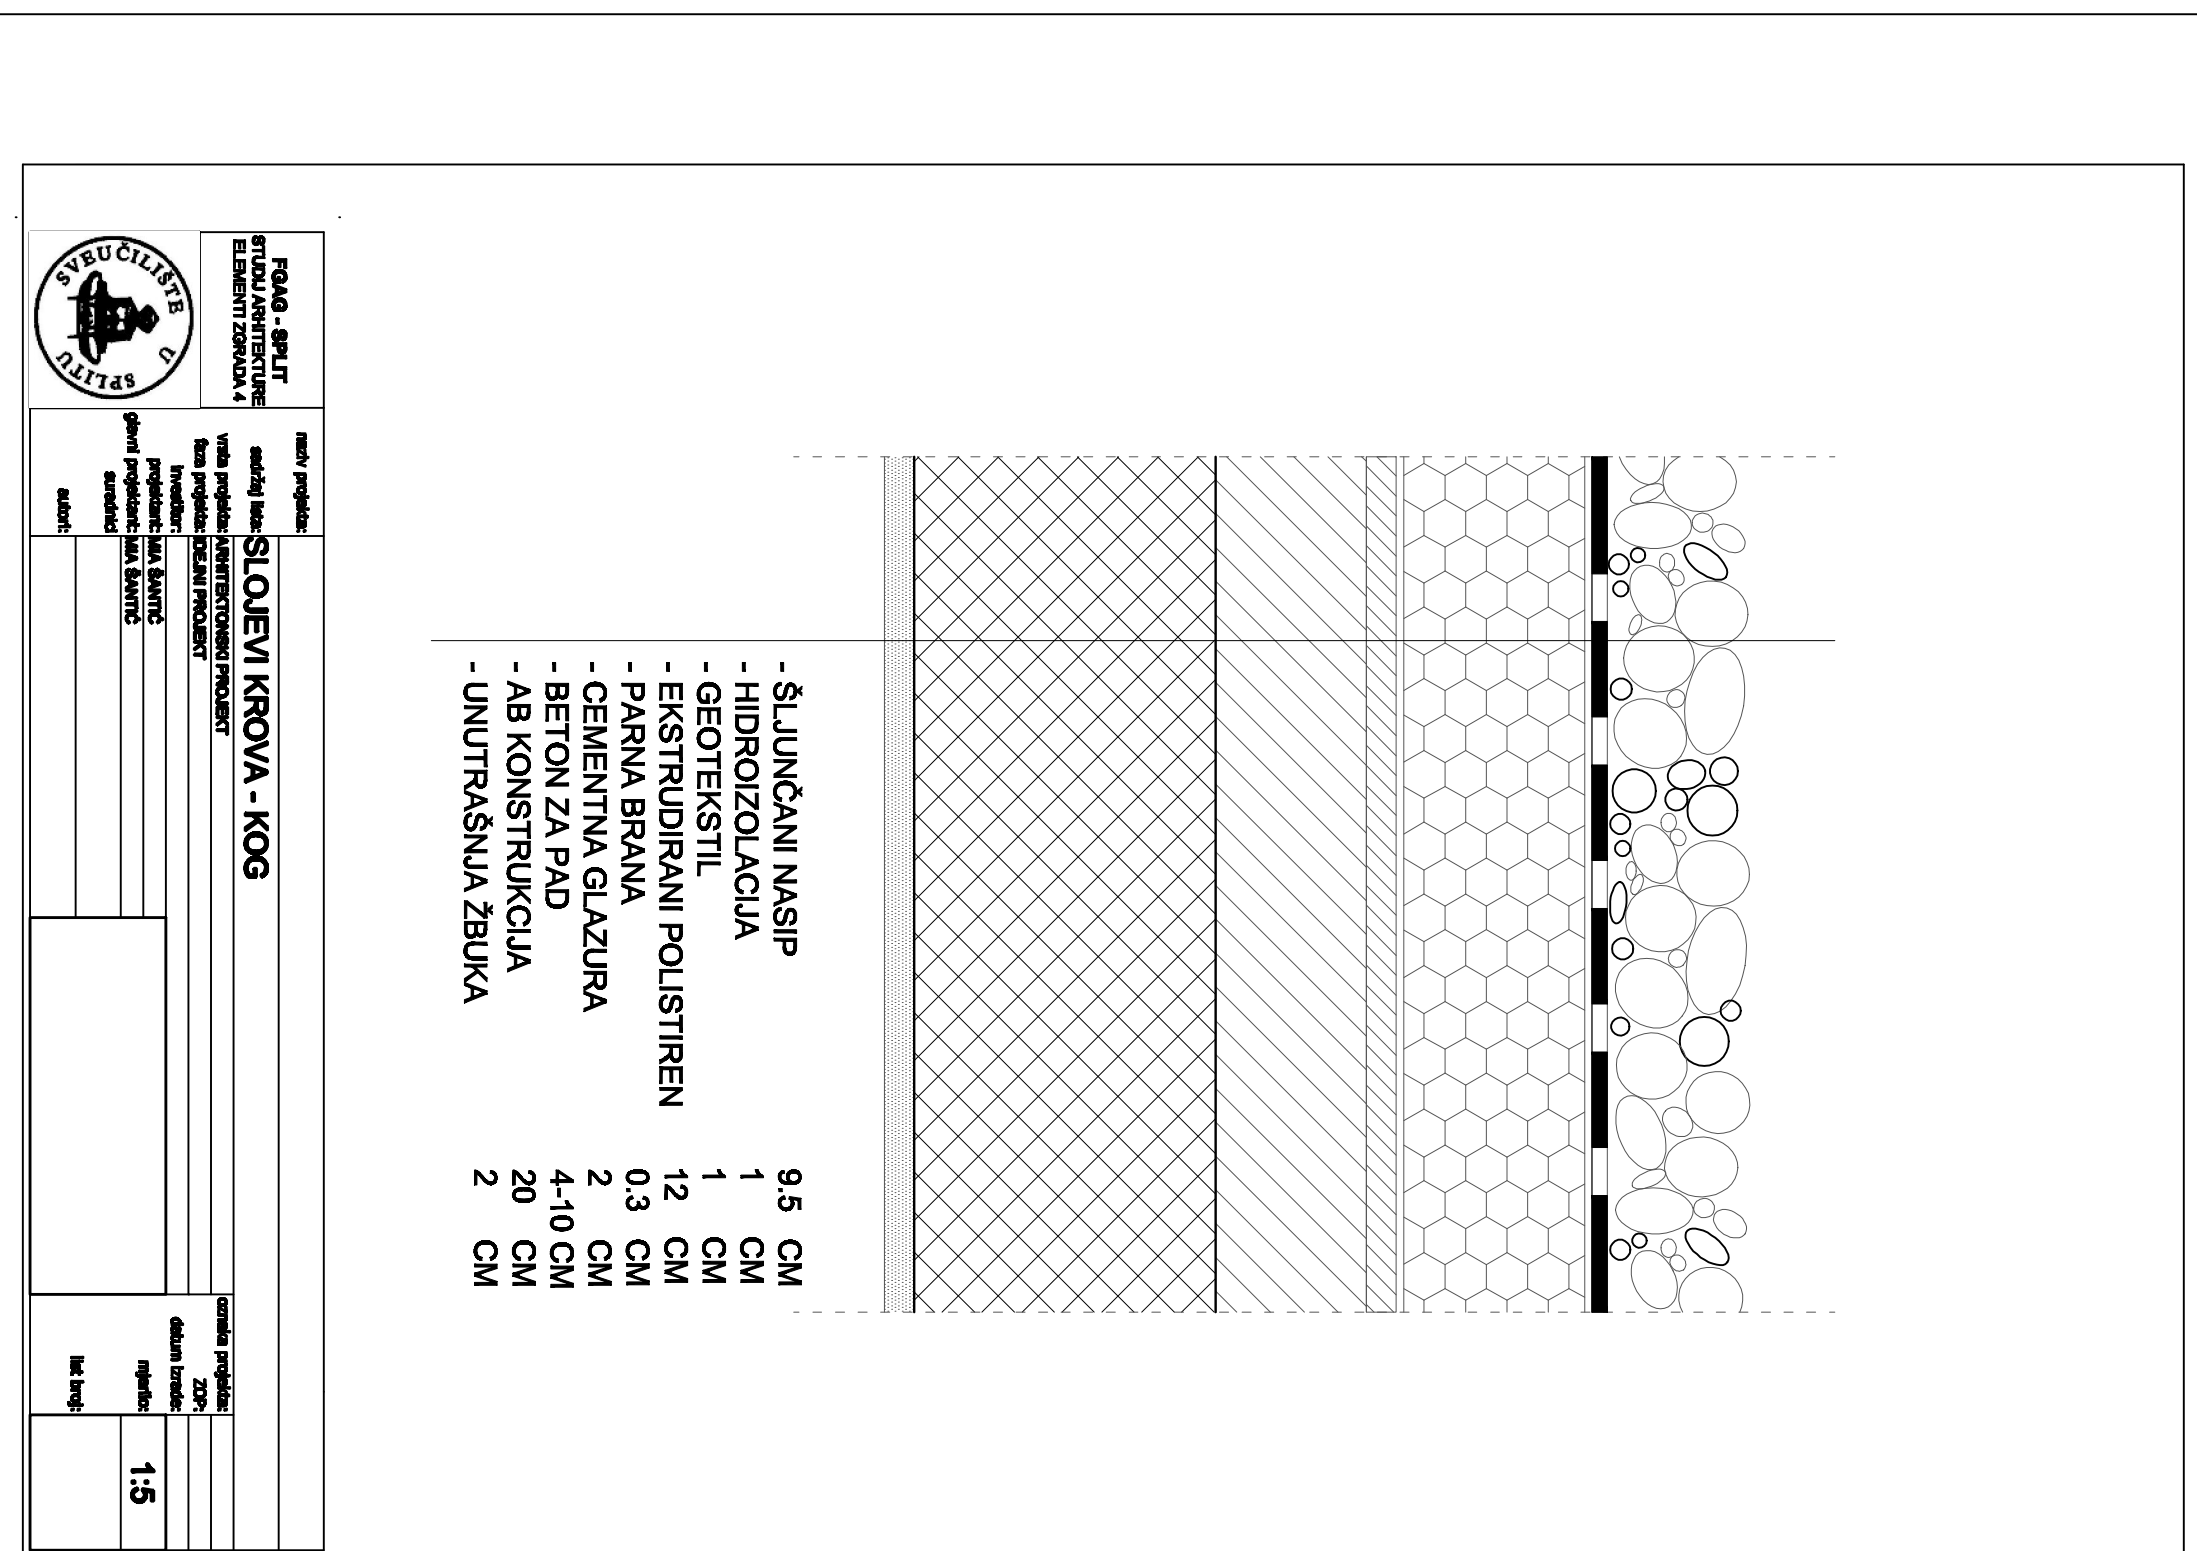 SVEUČILIŠTE U SPLITU
FGAG - SPLIT
STUDIJ ARHITEKTURE
ELEMENTI ZGRADA 4
naziv projekta:
sadržaj lista: SLOJEVI KROVA - KOG
vrsta projekta: ARHITEKTONSKI PROJEKT
faza projekta: IDEJNI PROJEKT
investitor:
projektant: MIA ŠANTIĆ
glavni projektant: MIA ŠANTIĆ
suradnici
autori:
oznaka projekta:
ZOP:
datum izrade:
mjerilo: 1:5
list broj:
- ŠLJUNČANI NASIP 9.5 CM
- HIDROIZOLACIJA 1 CM
- GEOTEKSTIL 1 CM
- EKSTRUDIRANI POLISTIREN 12 CM
- PARNA BRANA 0.3 CM
- CEMENTNA GLAZURA 2 CM
- BETON ZA PAD 4-10 CM
- AB KONSTRUKCIJA 20 CM
- UNUTRAŠNJA ŽBUKA 2 CM